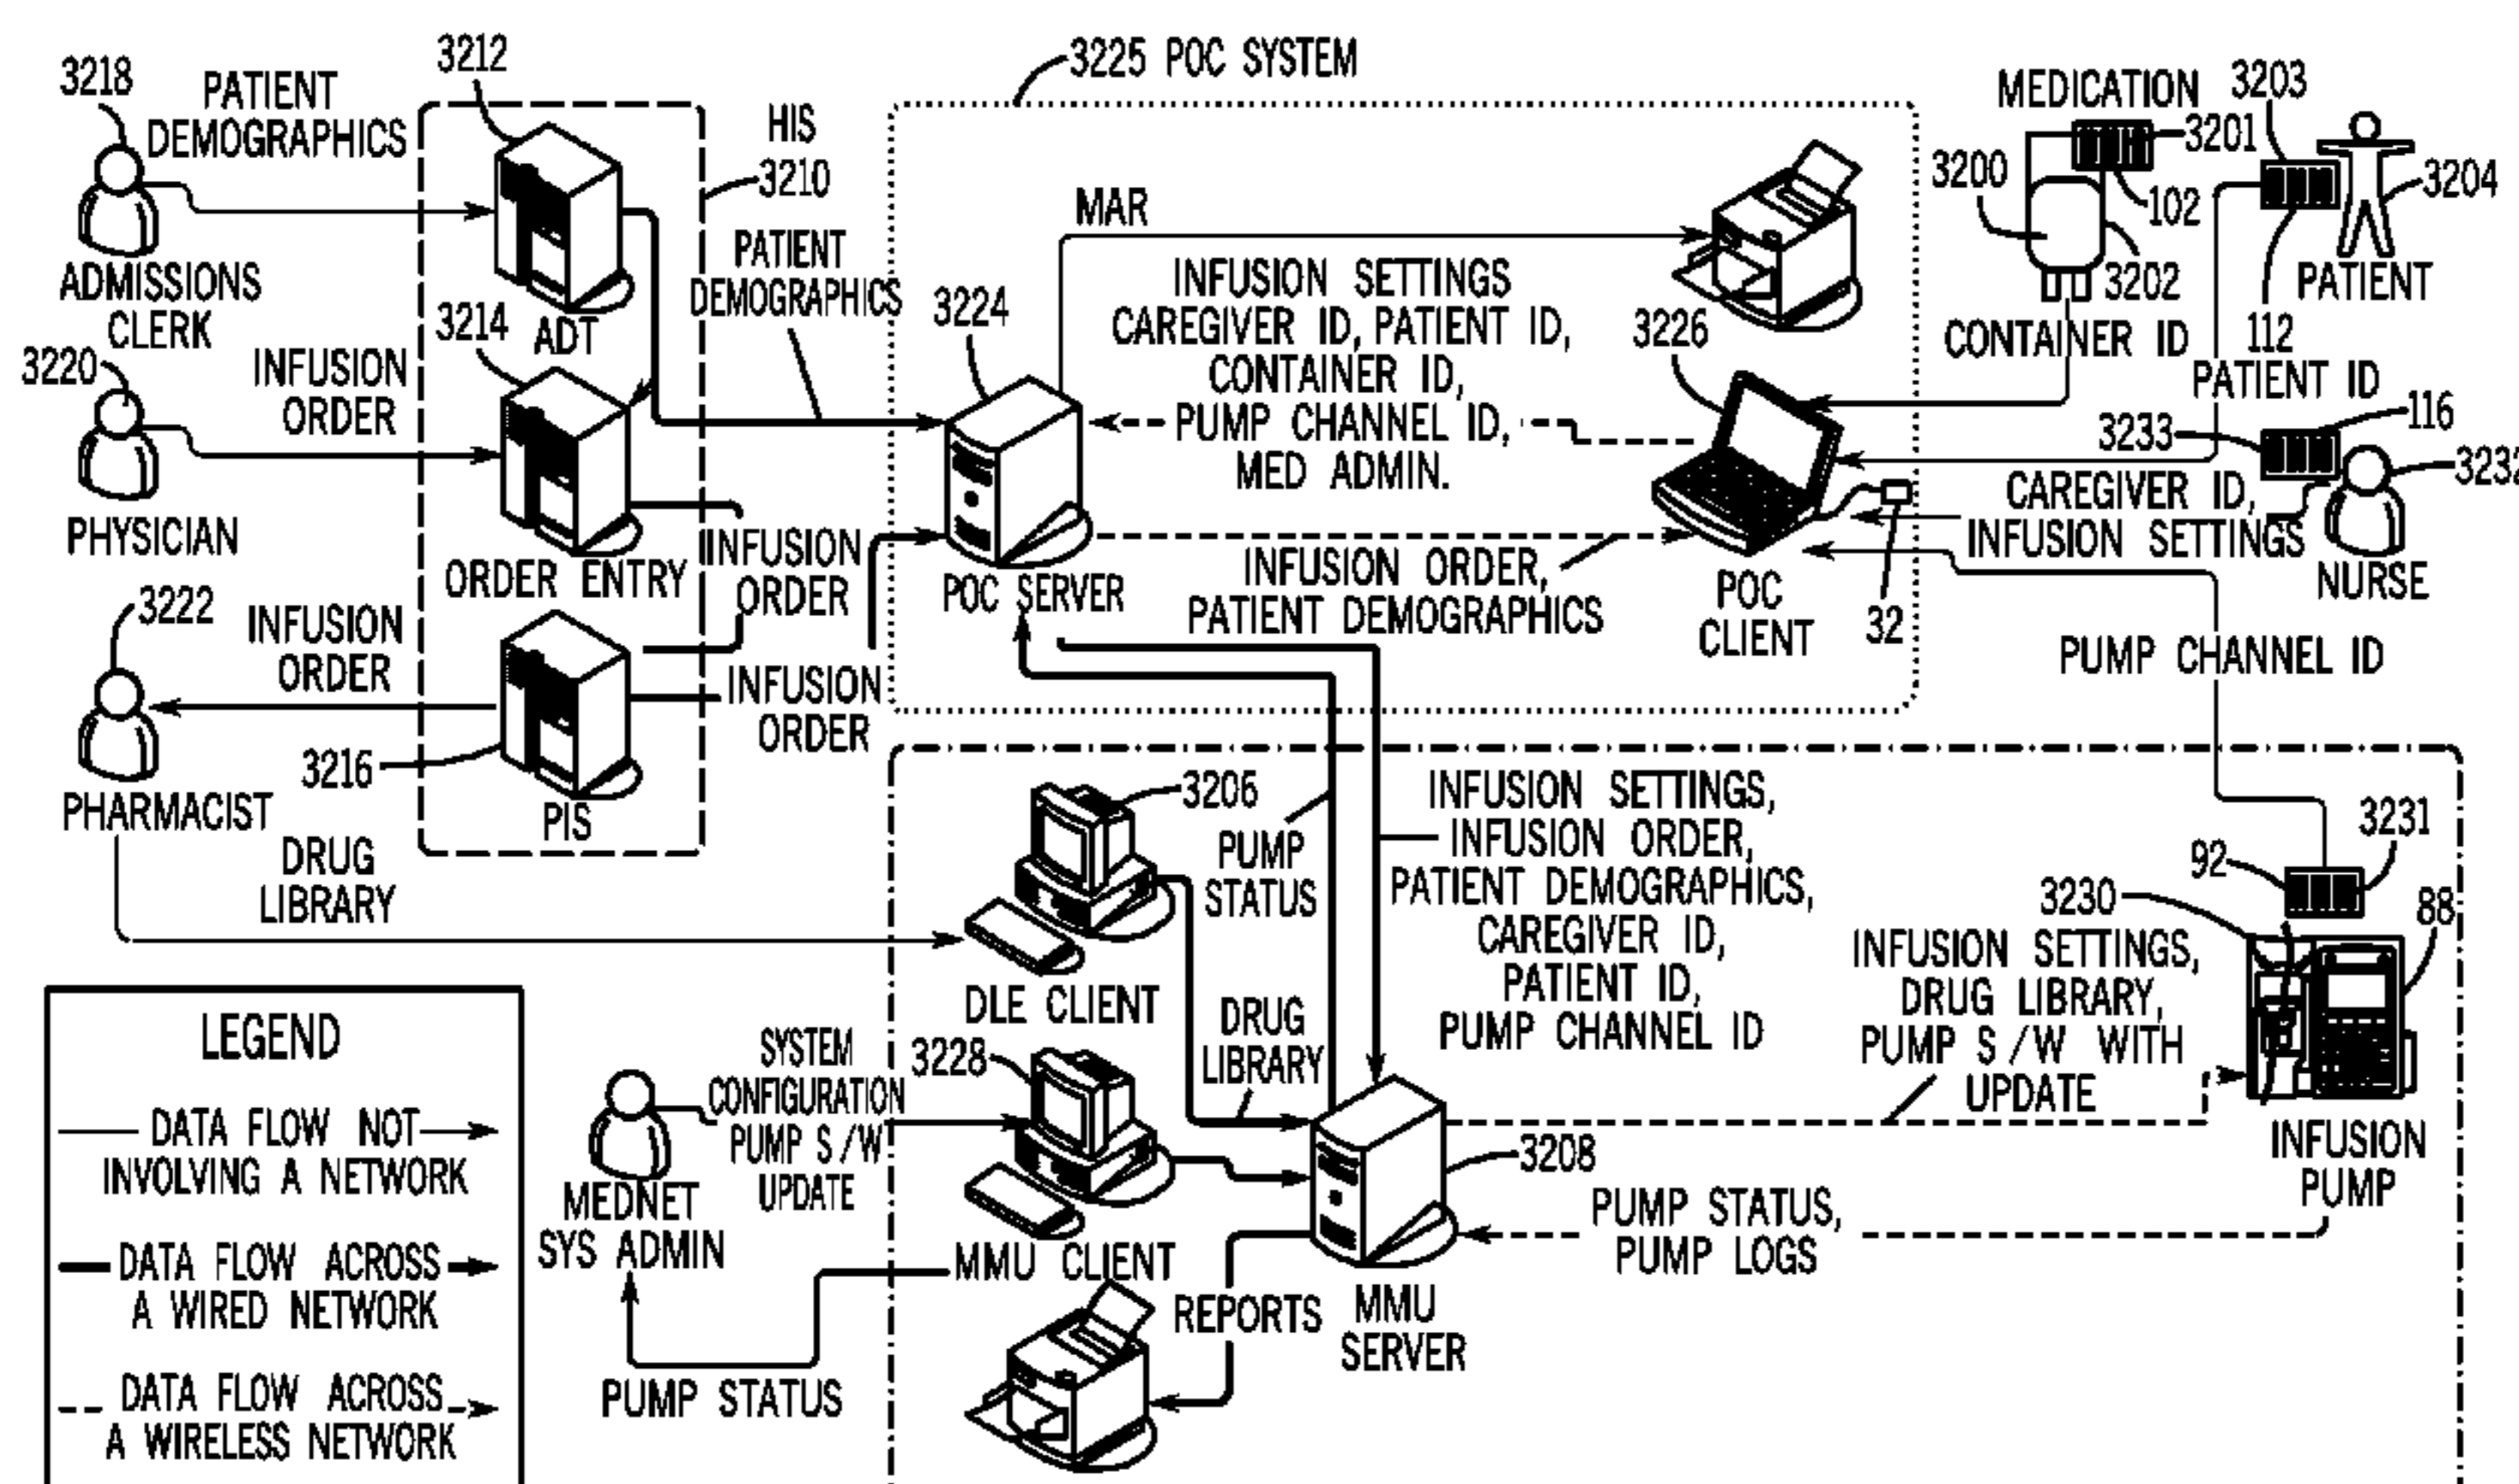 3218
PATIENT
DEMOGRAPHICS
ADMISSIONS
CLERK
3220
INFUSION
ORDER
PHYSICIAN
3222
INFUSION
ORDER
PHARMACIST
DRUG
LIBRARY
3212
HIS
3210
ADT
3214
ORDER ENTRY
3216
PIS
PATIENT
DEMOGRAPHICS
INFUSION
ORDER
INFUSION
ORDER
3225 POC SYSTEM
MAR
3224
POC SERVER
INFUSION SETTINGS
CAREGIVER ID, PATIENT ID,
CONTAINER ID,
PUMP CHANNEL ID,
MED ADMIN.
INFUSION ORDER,
PATIENT DEMOGRAPHICS
3226
POC
CLIENT
32
MEDICATION
3201
3200
102
3202
CONTAINER ID
3203
3204
PATIENT
112
PATIENT ID
116
3233
3232
CAREGIVER ID,
INFUSION SETTINGS
NURSE
PUMP CHANNEL ID
3206
DLE CLIENT
PUMP
STATUS
INFUSION SETTINGS,
INFUSION ORDER,
PATIENT DEMOGRAPHICS,
CAREGIVER ID,
PATIENT ID,
PUMP CHANNEL ID
DRUG
LIBRARY
3231
92
3230
88
INFUSION SETTINGS,
DRUG LIBRARY,
PUMP S /W WITH
UPDATE
INFUSION
PUMP
SYSTEM
CONFIGURATION
PUMP S /W
UPDATE
3228
MEDNET
SYS ADMIN
MMU CLIENT
PUMP STATUS
REPORTS
3208
MMU
SERVER
PUMP STATUS,
PUMP LOGS
LEGEND
DATA FLOW NOT
INVOLVING A NETWORK
DATA FLOW ACROSS
A WIRED NETWORK
DATA FLOW ACROSS
A WIRELESS NETWORK